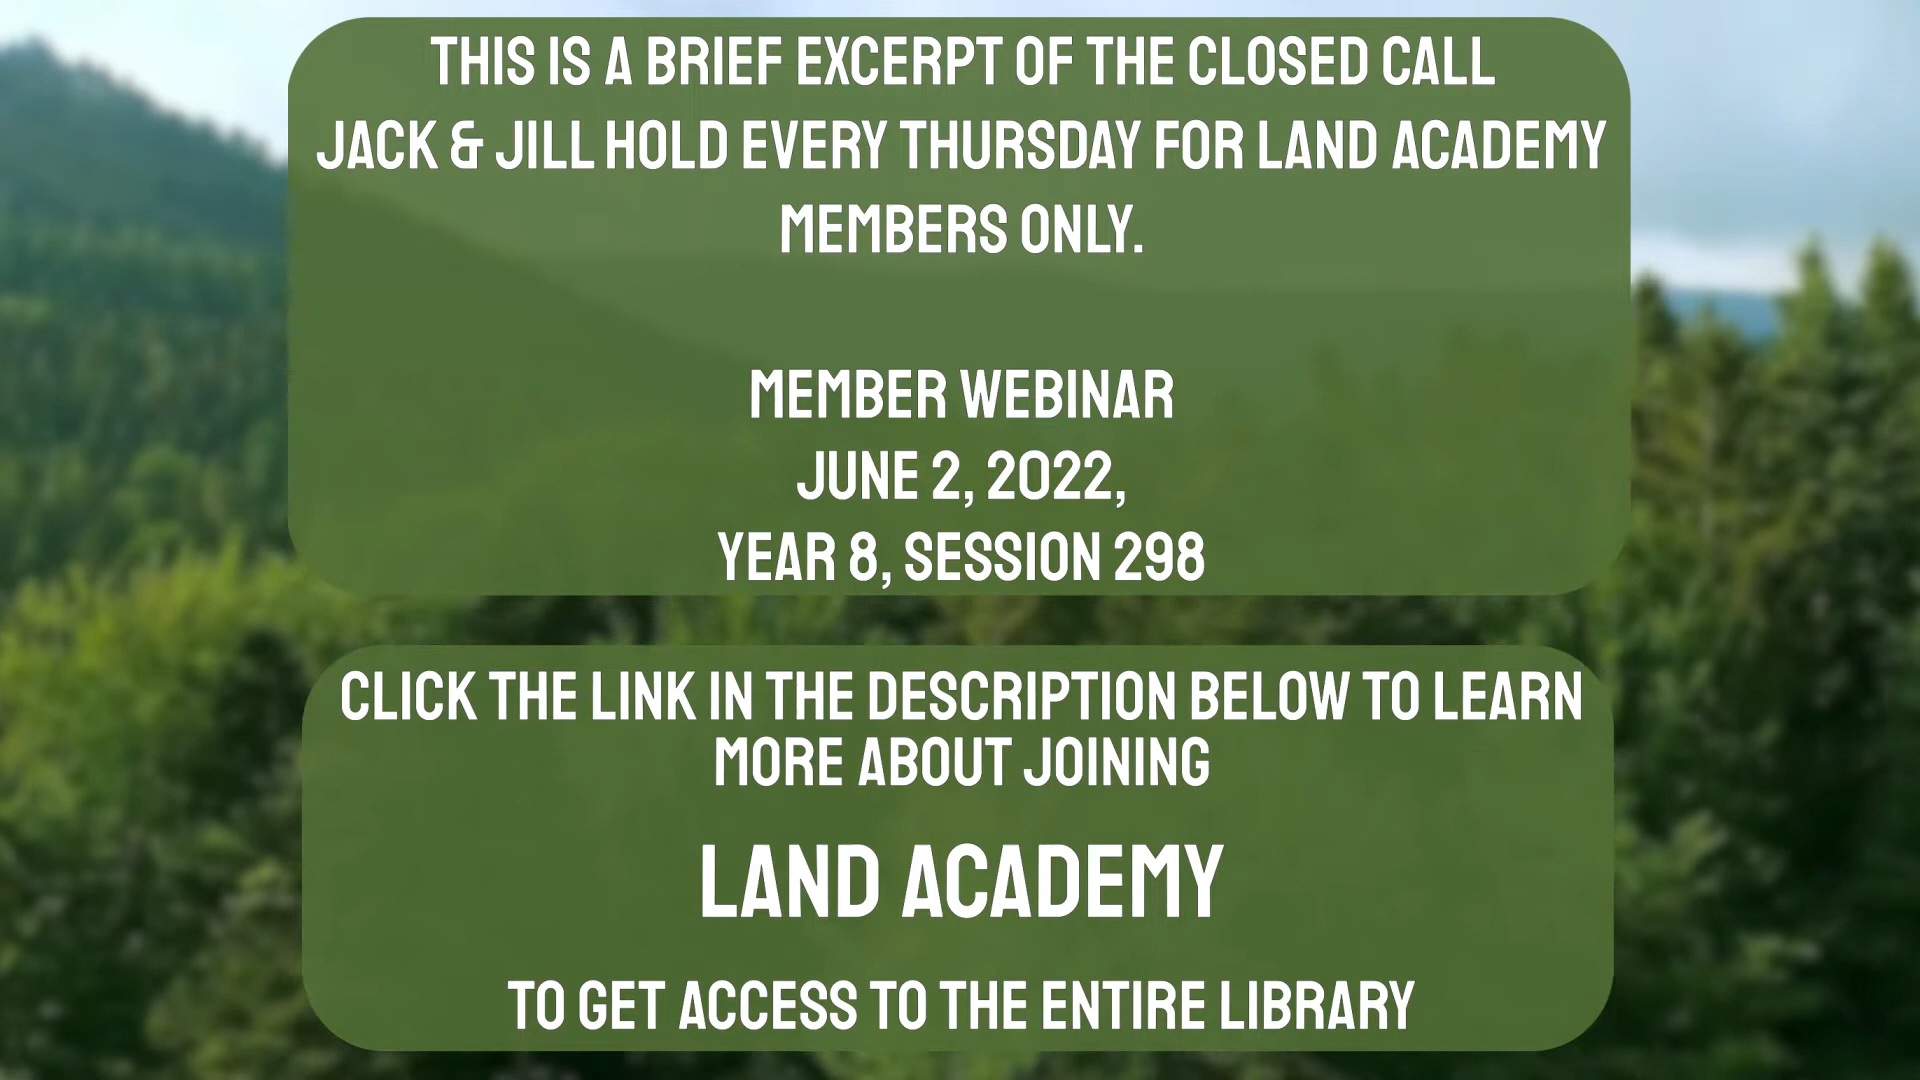 THIS IS A BRIEF EXCERPT OF THE CLOSED CALL
JACK & JILL HOLD EVERY THURSDAY FOR LAND ACADEMY
MEMBERS ONLY.
MEMBER WEBINAR
JUNE 2, 2022,
YEAR 8, SESSION 298
CLICK THE LINK IN THE DESCRIPTION BELOW TO LEARN
MORE ABOUT JOINING
LAND ACADEMY
TO GET ACCESS TO THE ENTIRE LIBRARY